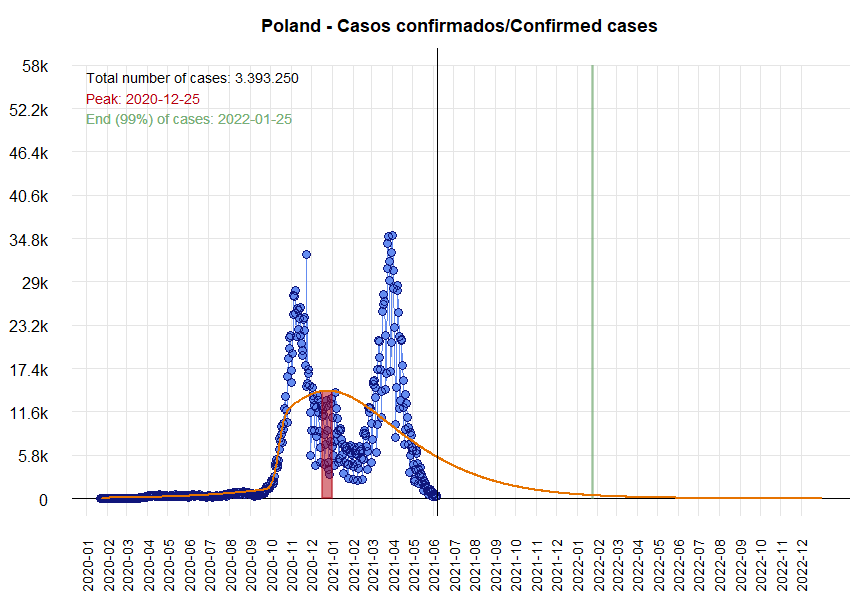 Poland - Casos confirmados/Confirmed cases
58k
Total number of cases: 3.393.250
Peak: 2020-12-25
End (99%) of cases: 2022-01-25
52.2k
46.4k
40.6k
34.8k
29k
23.2k
17.4k
11.6k
5.8k
0
2020-01
2020-02
2020-03
2020-04
2020-05
2020-06
2020-07
2020-08
2020-09
2020-10
2020-11
2020-12
2021-01
2021-02
2021-03
2021-04
2021-05
2021-06
2021-07
2021-08
2021-09
2021-10
2021-11
2021-12
2022-01
2022-02
2022-03
2022-04
2022-05
2022-06
2022-07
2022-08
2022-09
2022-10
2022-11
2022-12